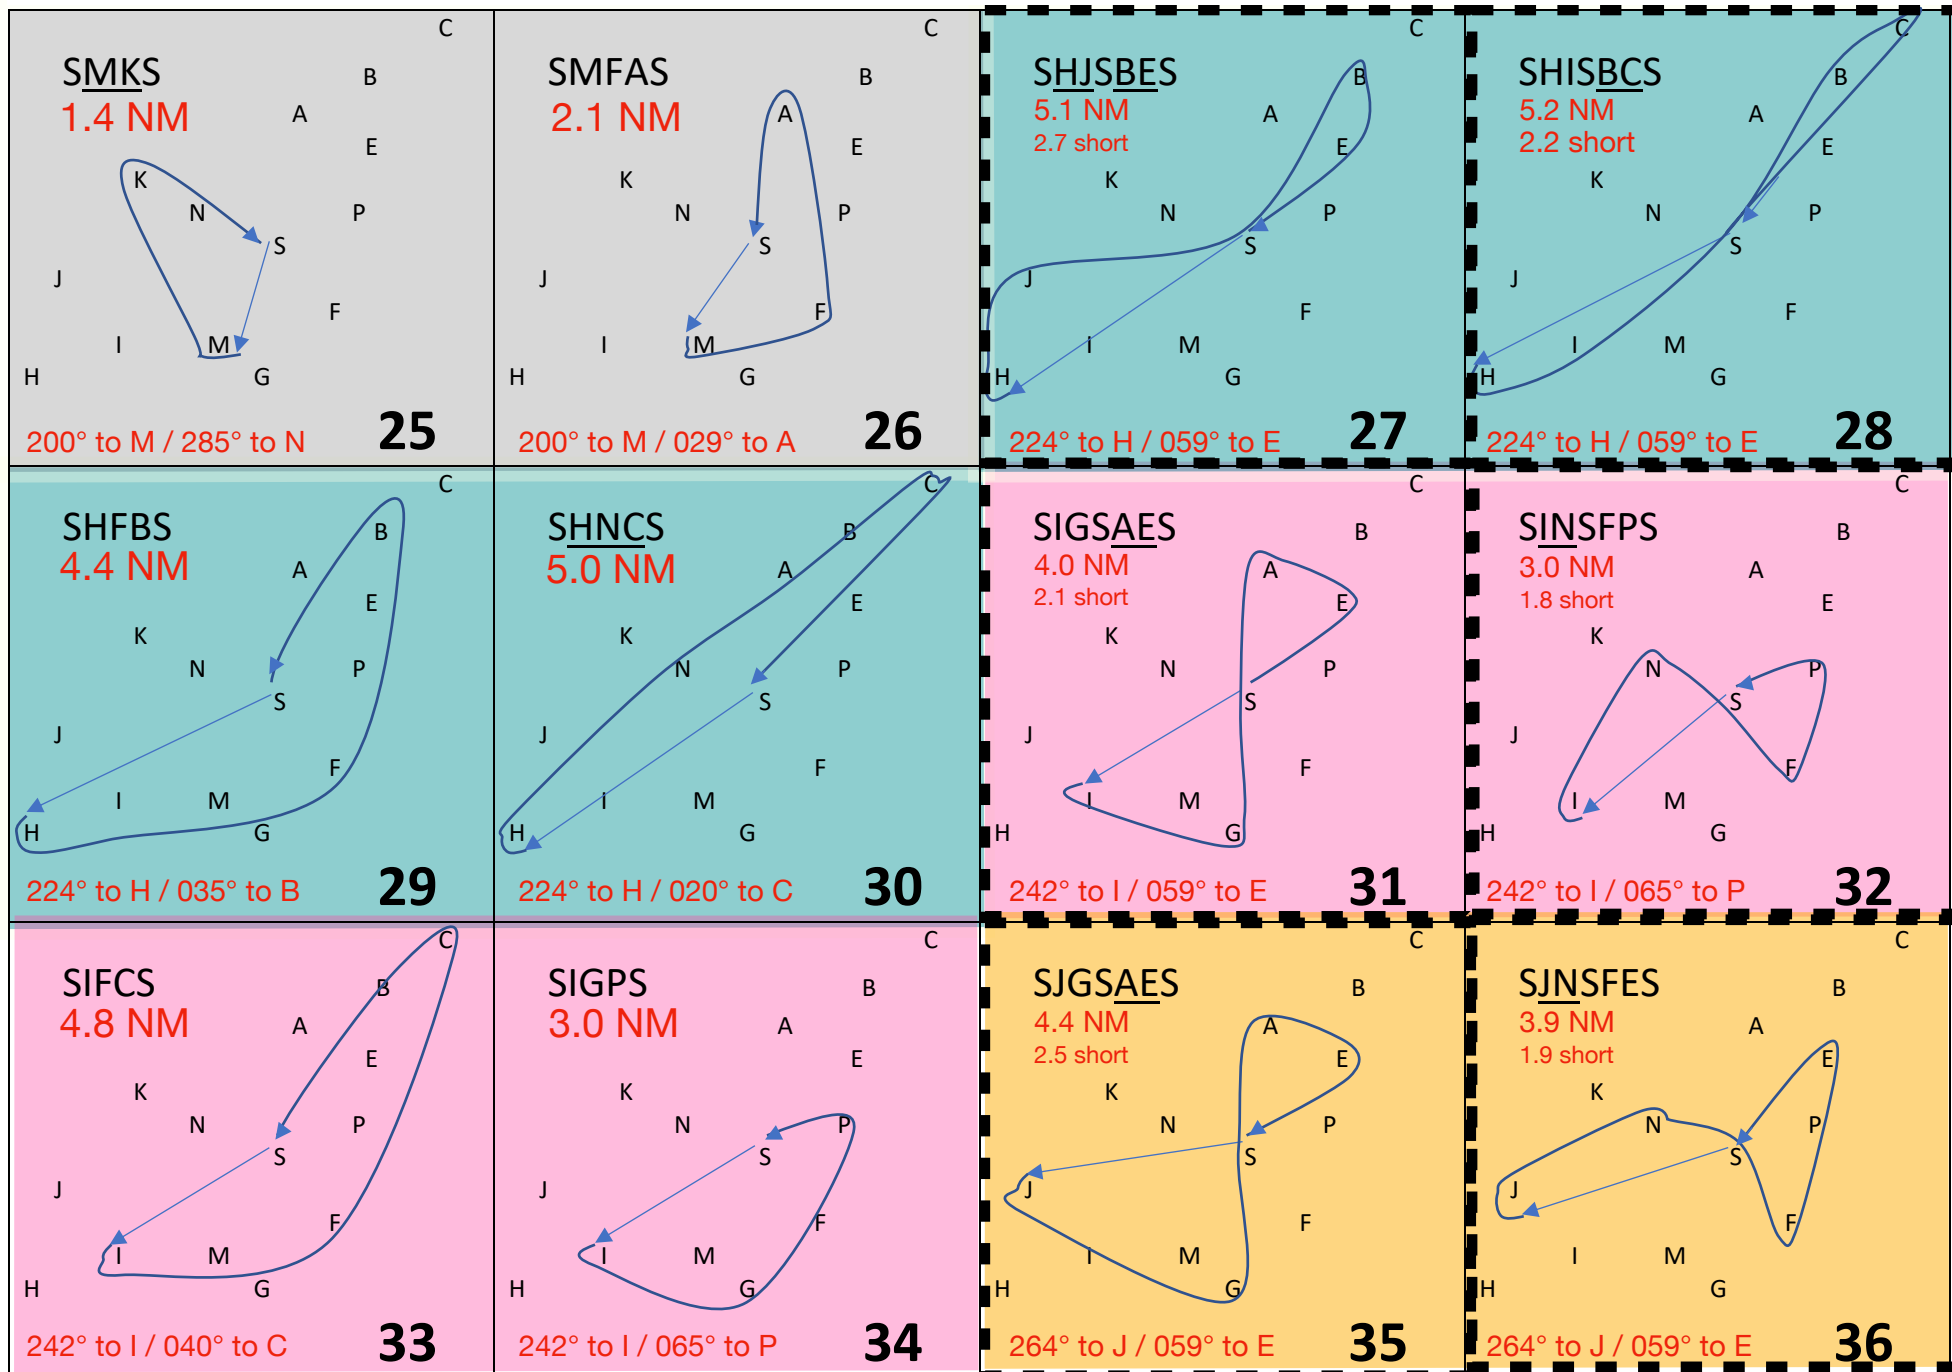 C
B
SMKS
1.4 NM
A
E
K
N
P
S
J
F
I
M
H
G
200° to M / 285° to N
25
C
B
SMFAS
2.1 NM
A
E
K
N
P
S
J
F
I
M
H
G
200° to M / 029° to A
26
C
B
SHJSBES
5.1 NM
2.7 short
A
E
K
N
P
S
J
F
I
M
H
G
224° to H / 059° to E
27
C
B
SHISBCS
5.2 NM
2.2 short
A
E
K
N
P
S
J
F
I
M
H
G
224° to H / 059° to E
28
C
B
SHFBS
4.4 NM
A
E
K
N
P
S
J
F
I
M
H
G
224° to H / 035° to B
29
C
B
SHNCS
5.0 NM
A
E
K
N
P
S
J
F
I
M
H
G
224° to H / 020° to C
30
C
B
SIGSAES
4.0 NM
2.1 short
A
E
K
N
P
S
J
F
I
M
H
G
242° to I / 059° to E
31
C
B
SINSFPS
3.0 NM
1.8 short
A
E
K
N
P
S
J
F
I
M
H
G
242° to I / 065° to P
32
C
B
SIFCS
4.8 NM
A
E
K
N
P
S
J
F
I
M
H
G
242° to I / 040° to C
33
C
B
SIGPS
3.0 NM
A
E
K
N
P
S
J
F
I
M
H
G
242° to I / 065° to P
34
C
B
SJGSAES
4.4 NM
2.5 short
A
E
K
N
P
S
J
F
I
M
H
G
264° to J / 059° to E
35
C
B
SJNSFES
3.9 NM
1.9 short
A
E
K
N
P
S
J
F
I
M
H
G
264° to J / 059° to E
36